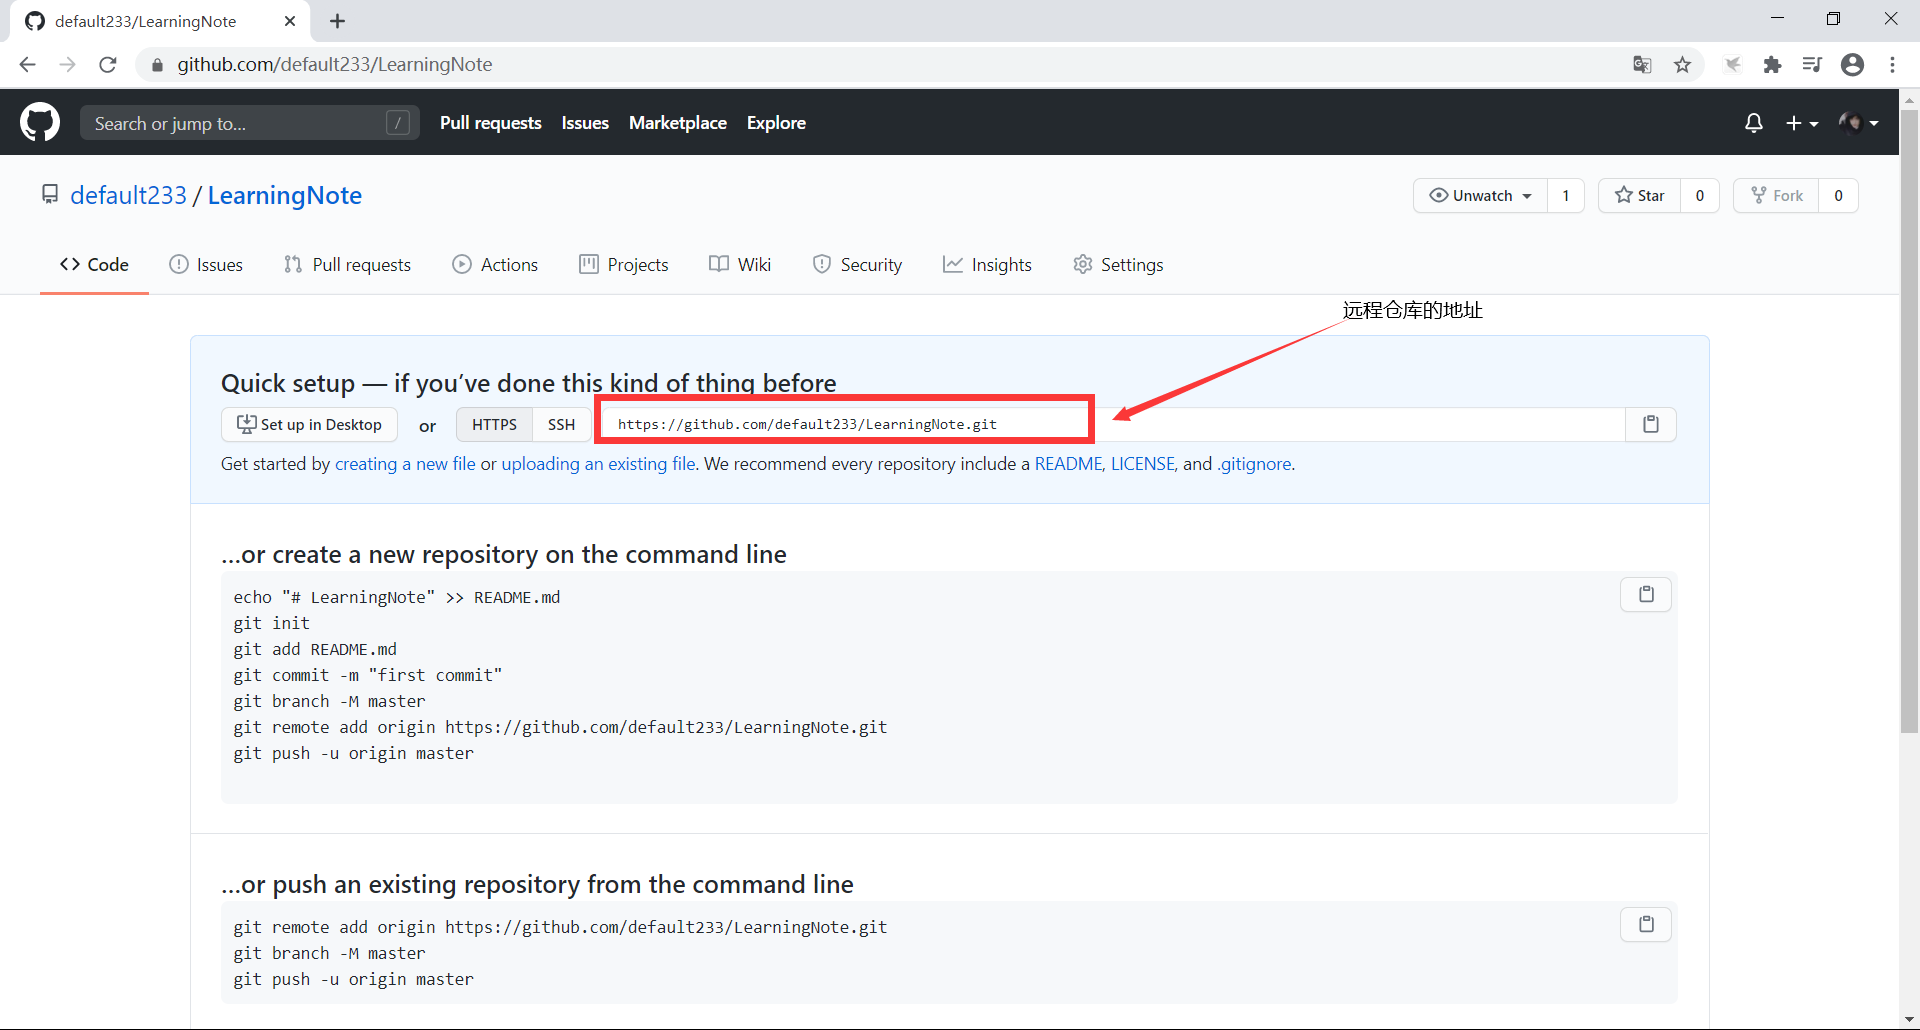 default233/LearningNote
github.com/default233/LearningNote
Search or jump to...
/
Pull requests
Issues
Marketplace
Explore
default233 / LearningNote
Unwatch 1
Star 0
Fork 0
Code
Issues
Pull requests
Actions
Projects
Wiki
Security
Insights
Settings
远程仓库的地址
Quick setup — if you’ve done this kind of thing before
Set up in Desktop or HTTPS SSH https://github.com/default233/LearningNote.git
Get started by creating a new file or uploading an existing file. We recommend every repository include a README, LICENSE, and .gitignore.
…or create a new repository on the command line
echo "# LearningNote" >> README.md
git init
git add README.md
git commit -m "first commit"
git branch -M master
git remote add origin https://github.com/default233/LearningNote.git
git push -u origin master
…or push an existing repository from the command line
git remote add origin https://github.com/default233/LearningNote.git
git branch -M master
git push -u origin master